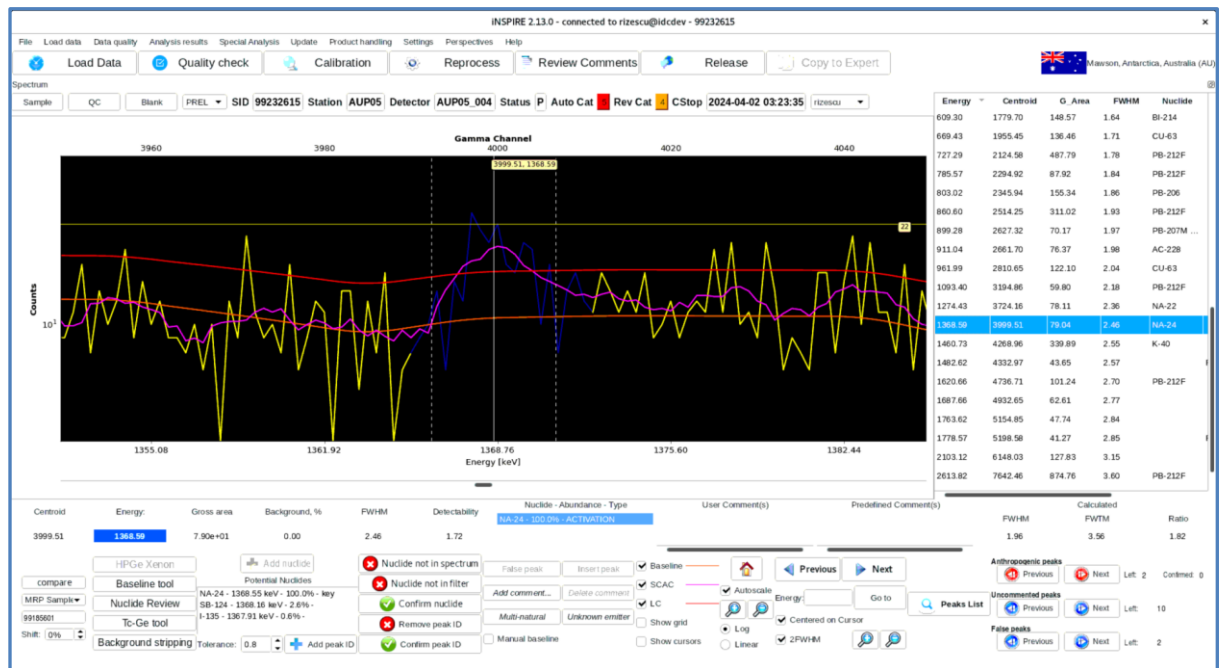 iNSPIRE 2.13.0 - connected to rizescu@idcdev - 99232615 ×
File Load data Data quality Analysis results Special Analysis Update Product handling Settings Perspectives Help
Load Data Quality check Calibration Reprocess Review Comments Release Copy to Expert Mawson, Antarctica, Australia (AU)
Spectrum
Sample QC Blank PREL SID 99232615 Station AUP05 Detector AUP05_004 Status P Auto Cat 5 Rev Cat 4 CStop 2024-04-02 03:23:35 rizescu
Gamma Channel
3960 3980 4000 4020 4040
3999.51, 1368.59
22
Counts
10¹
1355.08 1361.92 1368.76 1375.60 1382.44
Energy [keV]
Energy Centroid G_Area FWHM Nuclide
609.30 1779.70 148.57 1.64 BI-214
669.43 1955.45 136.46 1.71 CU-63
727.29 2124.58 487.79 1.78 PB-212F
785.57 2294.92 87.92 1.84 PB-212F
803.02 2345.94 155.34 1.86 PB-206
860.60 2514.25 311.02 1.93 PB-212F
899.28 2627.32 70.17 1.97 PB-207M ...
911.04 2661.70 76.37 1.98 AC-228
961.99 2810.65 122.10 2.04 CU-63
1093.40 3194.86 59.80 2.18 PB-212F
1274.43 3724.16 78.11 2.36 NA-22
1368.59 3999.51 79.04 2.46 NA-24
1460.73 4268.96 339.89 2.55 K-40
1482.62 4332.97 43.65 2.57
1620.66 4736.71 101.24 2.70 PB-212F
1687.66 4932.65 62.61 2.77
1763.62 5154.85 47.74 2.84
1778.57 5198.58 41.27 2.85
2103.12 6148.03 127.83 3.15
2613.82 7642.46 874.76 3.60 PB-212F
Centroid Energy: Gross area Background, % FWHM Detectability
3999.51 1368.59 7.90e+01 0.00 2.46 1.72
Nuclide - Abundance - Type
NA-24 - 100.0% - ACTIVATION
User Comment(s)
Predefined Comment(s)
Calculated
FWHM FWTM Ratio
1.96 3.56 1.82
compare
MRP Sample
99185601
Shift: 0%
HPGe Xenon
Baseline tool
Nuclide Review
Tc-Ge tool
Background stripping
Add nuclide
Potential Nuclides
NA-24 - 1368.55 keV - 100.0% - key
SB-124 - 1368.16 keV - 2.6% -
I-135 - 1367.91 keV - 0.6% -
Tolerance: 0.8 Add peak ID
Nuclide not in spectrum
Nuclide not in filter
Confirm nuclide
Remove peak ID
Confirm peak ID
False peak Insert peak
Add comment... Delete comment
Multi-natural Unknown emitter
Manual baseline
Baseline
SCAC
LC
Show grid
Show cursors
Autoscale
Log
Linear
Previous Next
Energy: Go to
Centered on Cursor
2FWHM
Peaks List
Anthropogenic peaks
Previous Next Left: 2 Confirmed: 0
Uncommented peaks
Previous Next Left: 10
False peaks
Previous Next Left: 2